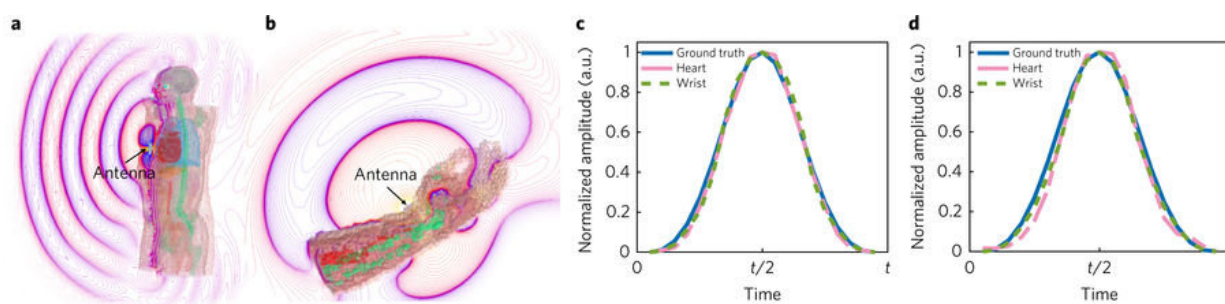 a
Antenna
b
Antenna
c
Normalized amplitude (a.u.)
1
0.8
0.6
0.4
0.2
0
Ground truth
Heart
Wrist
0
t/2
t
Time
d
Normalized amplitude (a.u.)
1
0.8
0.6
0.4
0.2
0
Ground truth
Heart
Wrist
0
t/2
Time